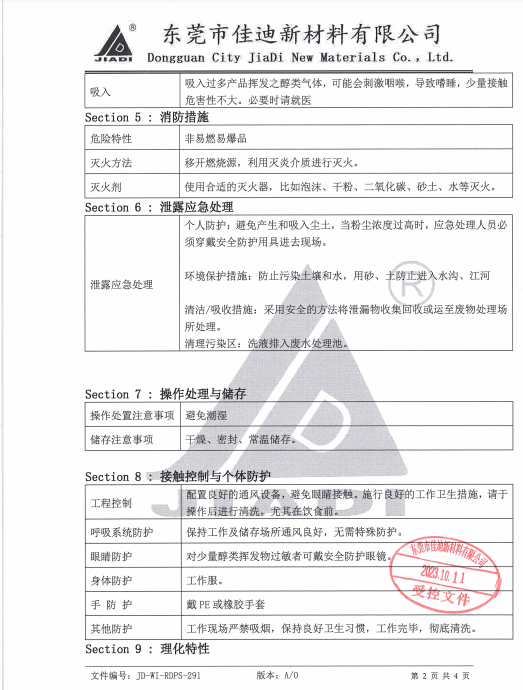 东莞市佳迪新材料有限公司
Dongguan City JiaDi New Materials Co., Ltd.
JIADI
®
吸入
吸入过多产品挥发之醇类气体，可能会刺激咽喉，导致嗜睡，少量接触
危害性不大。必要时请就医
Section 5 : 消防措施
危险特性
非易燃易爆品
灭火方法
移开燃烧源，利用灭炎介质进行灭火。
灭火剂
使用合适的灭火器，比如泡沫、干粉、二氧化碳、砂土、水等灭火。
Section 6 : 泄露应急处理
泄露应急处理
个人防护：避免产生和吸入尘土，当粉尘浓度过高时，应急处理人员必
须穿戴安全防护用具进去现场。
环境保护措施：防止污染土壤和水，用砂、土防止进入水沟、江河
清洁/吸收措施：采用安全的方法将泄漏物收集回收或运至废物处理场
所处理。
清理污染区：洗液排入废水处理池。
Section 7 : 操作处理与储存
操作处置注意事项
避免潮湿
储存注意事项
干燥、密封、常温储存。
Section 8 : 接触控制与个体防护
工程控制
配置良好的通风设备，避免眼睛接触。施行良好的工作卫生措施，请于
操作后进行清洗。尤其在饮食前。
呼吸系统防护
保持工作及储存场所通风良好，无需特殊防护。
眼睛防护
对少量醇类挥发物过敏者可戴安全防护眼镜。
身体防护
工作服。
手 防 护
戴 PE 或橡胶手套
其他防护
工作现场严禁吸烟，保持良好卫生习惯，工作完毕，彻底清洗。
东莞市佳迪新材料有限公司
2023.10.11
受控文件
JIADI
®
Section 9 : 理化特性
文件编号：JD-WI-RDPS-291
版本：A/0
第 2 页 共 4 页